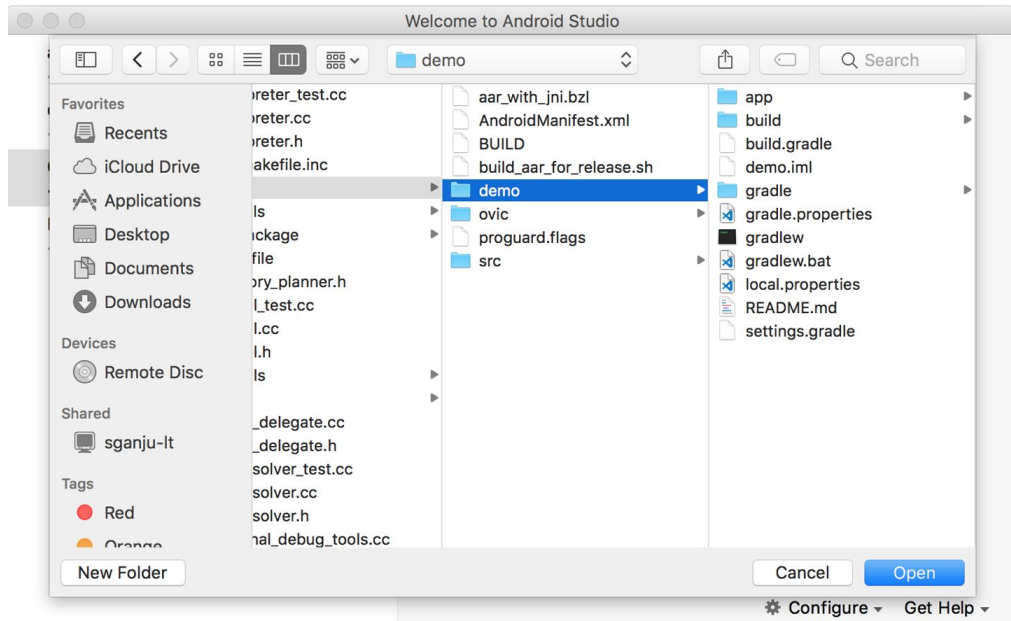 Welcome to Android Studio
demo
Search
Favorites
Recents
iCloud Drive
Applications
Desktop
Documents
Downloads
Devices
Remote Disc
Shared
sganju-lt
Tags
Red
Orange
preter_test.cc
preter.cc
preter.h
akefile.inc
ls
ackage
file
ory_planner.h
l_test.cc
l.cc
l.h
ls
_delegate.cc
_delegate.h
solver_test.cc
solver.cc
solver.h
nal_debug_tools.cc
aar_with_jni.bzl
AndroidManifest.xml
BUILD
build_aar_for_release.sh
demo
ovic
proguard.flags
src
app
build
build.gradle
demo.iml
gradle
gradle.properties
gradlew
gradlew.bat
local.properties
README.md
settings.gradle
New Folder
Cancel
Open
Configure
Get Help